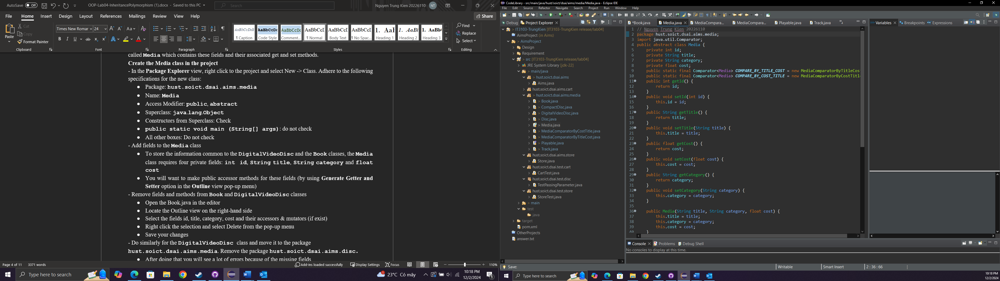 AutoSave Off OOP-Lab04-InheritancePolymorphism (1).docx - Saved to this PC Search Nguyen Trung Kien 20226110 NT
File Home Insert Design Layout References Mailings Review View Help Share
Paste Cut Copy Format Painter
Times New Romar 24 Aa
B I U ab x2 x2 A A
AaBbCcDdI AaBbCcDc AaBbCcDc AaBbCcI AaBbCcI AaBbCcI 1. AaI 1. AaBl 1. AaBb
¶ Caption Code Style Comment... ¶ Normal Body Text ¶ No Spac... Heading 1 Heading 2 Heading 3
Find Replace Select
Clipboard Font Paragraph Styles Editing
called Media which contains these fields and their associated get and set methods.
Create the Media class in the project
- In the Package Explorer view, right click to the project and select New -> Class. Adhere to the following
specifications for the new class:
● Package: hust.soict.dsai.aims.media
● Name: Media
● Access Modifier: public, abstract
● Superclass: java.lang.Object
● Constructors from Superclass: Check
● public static void main (String[] args): do not check
● All other boxes: Do not check
- Add fields to the Media class
● To store the information common to the DigitalVideoDisc and the Book classes, the Media
class requires four private fields: int id, String title, String category and float
cost
● You will want to make public accessor methods for these fields (by using Generate Getter and
Setter option in the Outline view pop-up menu)
- Remove fields and methods from Book and DigitalVideoDisc classes
● Open the Book.java in the editor
● Locate the Outline view on the right-hand side
● Select the fields id, title, category, cost and their accessors & mutators (if exist)
● Right click the selection and select Delete from the pop-up menu
● Save your changes
- Do similarly for the DigitalVideoDisc class and move it to the package
hust.soict.dsai.aims.media. Remove the package hust.soict.dsai.aims.disc.
● After doing that you will see a lot of errors because of the missing fields
Page 4 of 11 3371 words Add-ins loaded successfully Display Settings Focus 110%
Type here to search 1 23°C Có mây 10:18 PM
12/2/2024 1
CodeLibrary - src/main/java/hust/soict/dsai/aims/media/Media.java - Eclipse IDE
File Edit Source Refactor Navigate Search Project Run Window Help
Debug Project Explorer
> IT3103-TrungKien [IT3103-TrungKien release/lab04]
AimsProject (in Aims)
> AimsProject
Design
Requirement
> src [IT3103-TrungKien release/lab04]
JRE System Library [jdk-22]
> main/java
> hust.soict.dsai.aims
Aims.java
hust.soict.dsai.aims.cart
> hust.soict.dsai.aims.media
> Book.java
> CompactDisc.java
> DigitalVideoDisc.java
> Disc.java
> Media.java
> MediaComparatorByCostTitle.java
> MediaComparatorByTitleCost.java
> Playable.java
> Track.java
hust.soict.dsai.aims.store
Store.java
hust.soict.dsai.test.cart
CartTest.java
hust.soict.dsai.test.disc
TestPassingParameter.java
hust.soict.dsai.test.store
StoreTest.java
> main
test
java
target
pom.xml
OtherProjects
answer.txt
*Book.java Media.java MediaCompara... MediaCompara... Playable.java Track.java »4
1 // Nguyen Trung Kien 20226110
2 package hust.soict.dsai.aims.media;
3 import java.util.Comparator;
4 public abstract class Media {
5 private int id;
6 private String title;
7 private String category;
8 private float cost;
9 public static final Comparator<Media> COMPARE_BY_TITLE_COST = new MediaComparatorByTitleCos
10 public static final Comparator<Media> COMPARE_BY_COST_TITLE = new MediaComparatorByCostTitl
11 public int getId() {
12 return id;
13 }
14 public void setId(int id) {
15 this.id = id;
16 }
17 public String getTitle() {
18 return title;
19 }
20 public void setTitle(String title) {
21 this.title = title;
22 }
23 public float getCost() {
24 return cost;
25 }
26 public void setCost(float cost) {
27 this.cost = cost;
28 }
29 public String getCategory() {
30 return category;
31 }
32 public void setCategory(String category) {
33 this.category = category;
34 }
35
36 public Media(String title, String category, float cost) {
37 this.title = title;
38 this.category = category;
39 this.cost = cost;
40 }
Variables Breakpoints Expressions
Console Problems Debug Shell
No consoles to display at this time.
Save: Writable Smart Insert 2 : 36 : 66
Type here to search 10:18 PM
12/2/2024